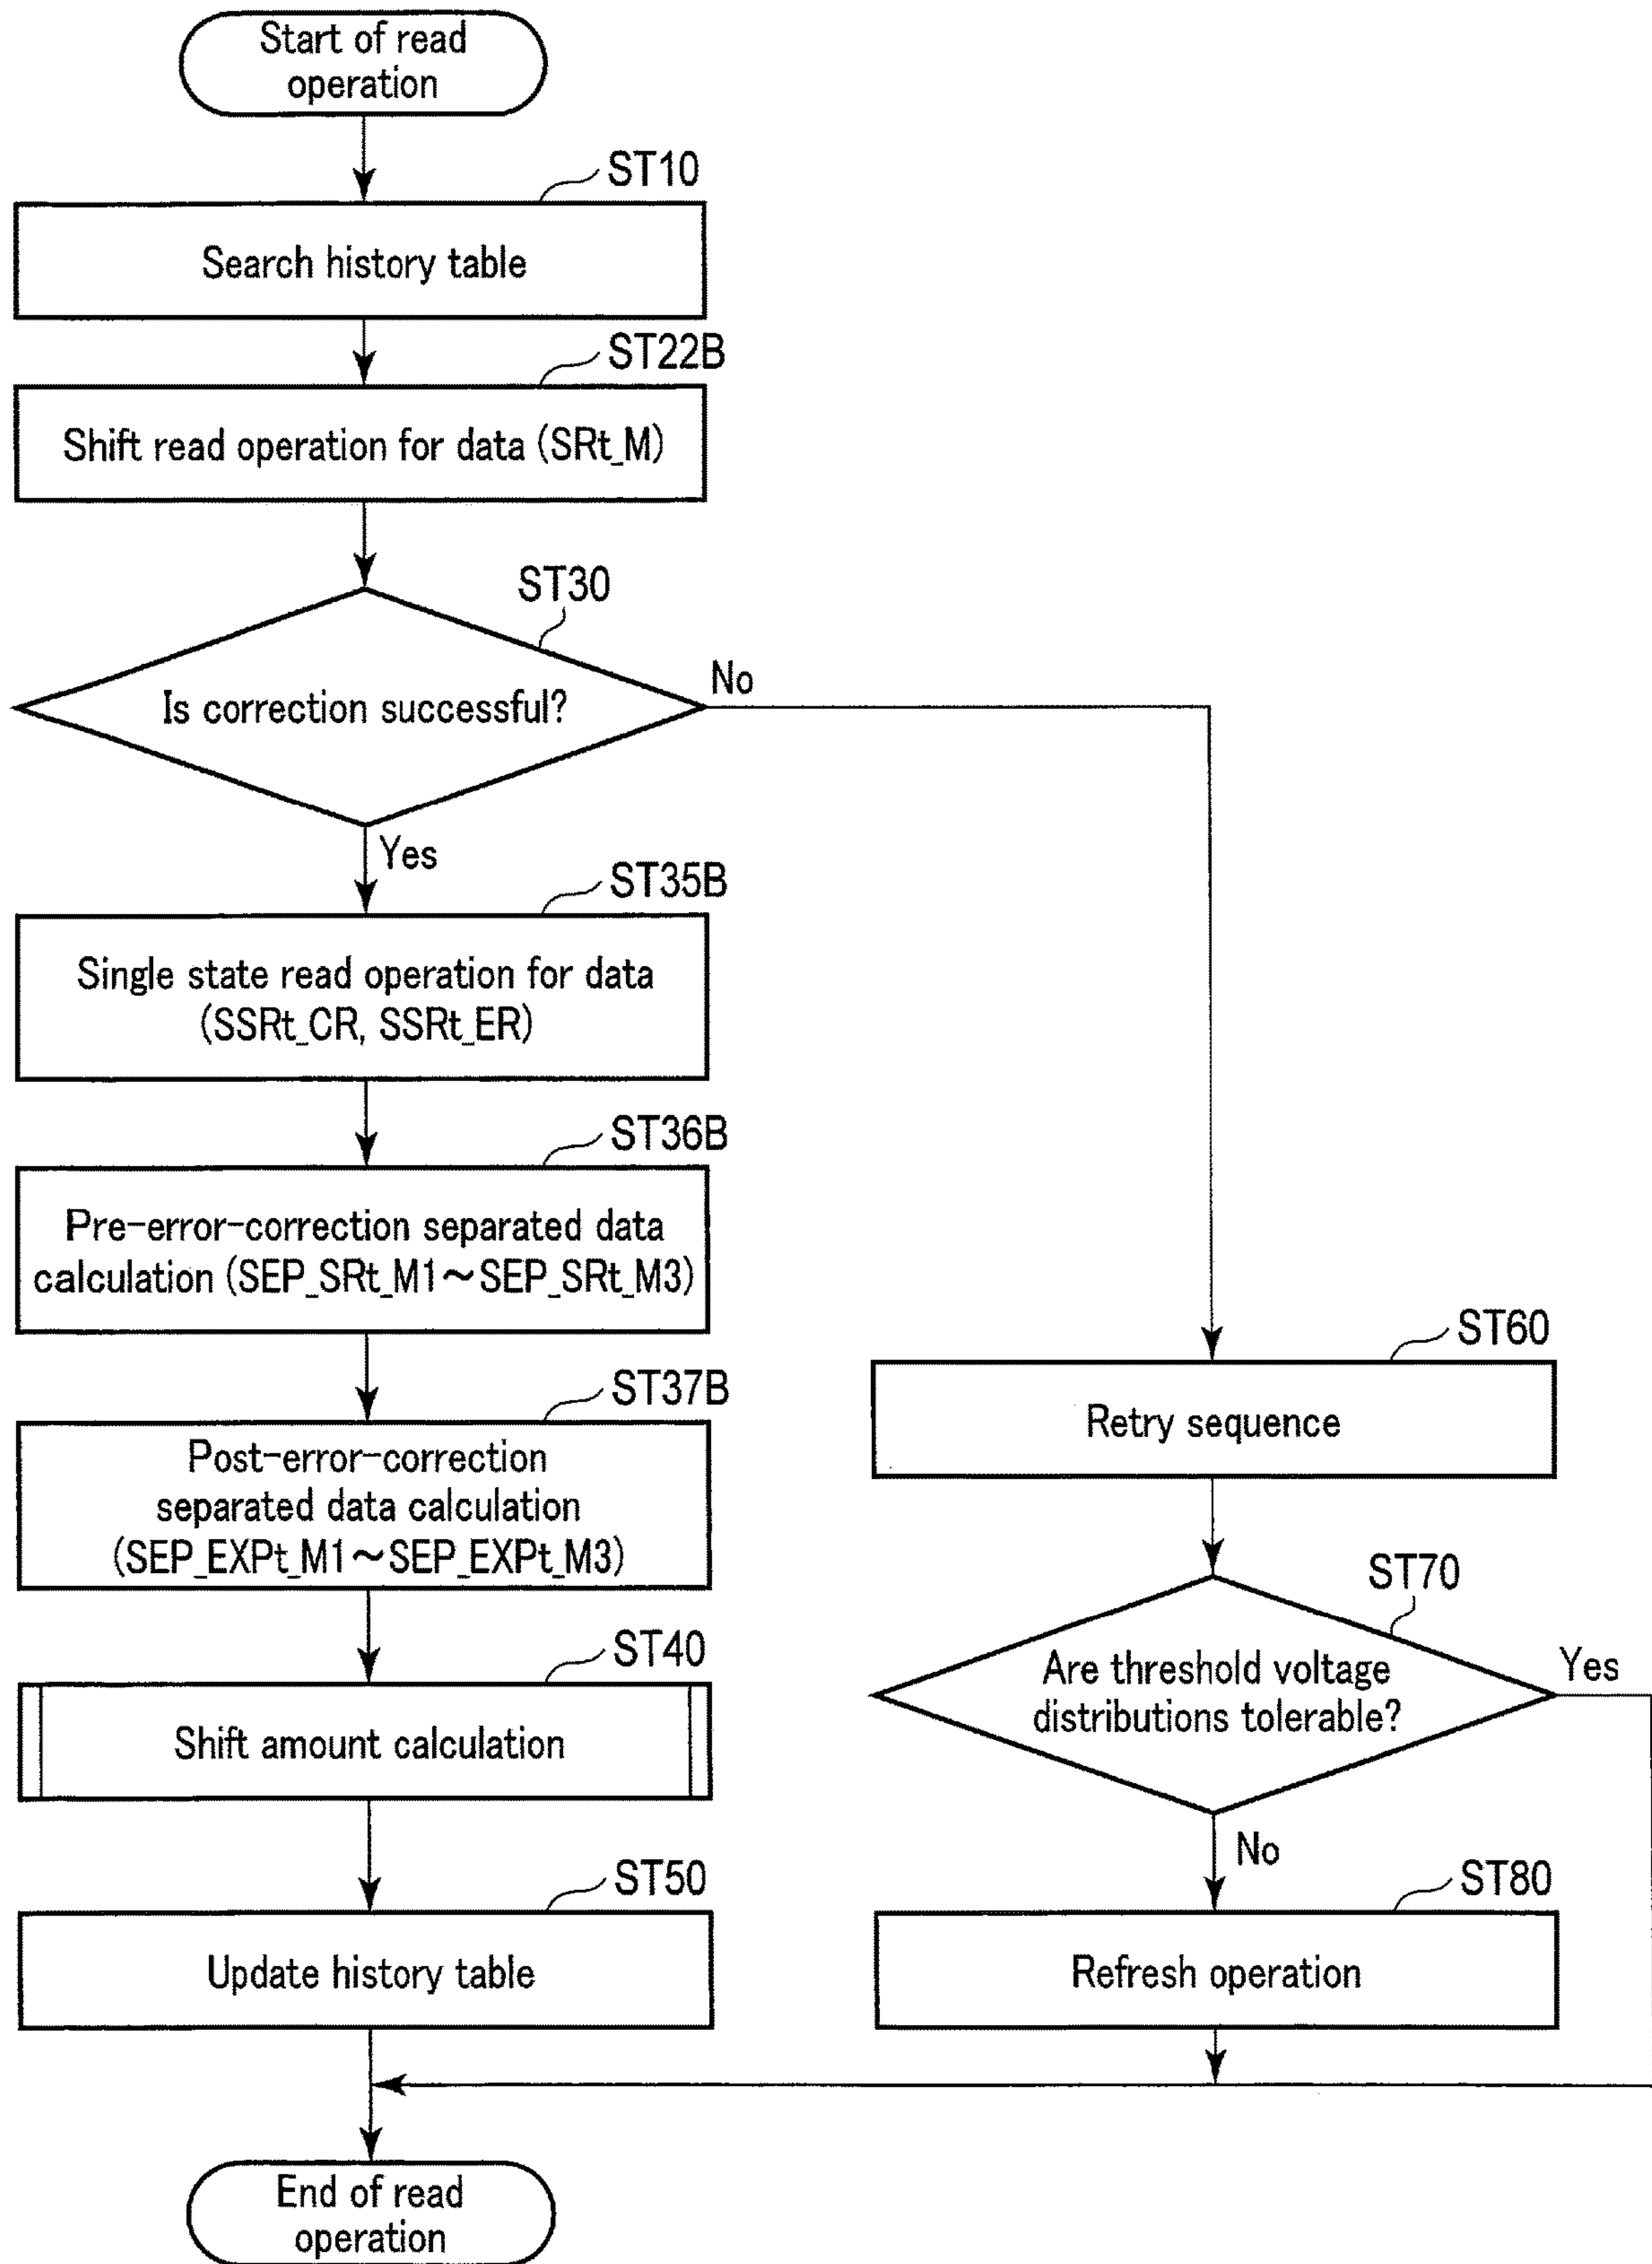 Start of read
operation
ST10
Search history table
ST22B
Shift read operation for data (SRt_M)
ST30
Is correction successful?
No
Yes
ST35B
Single state read operation for data
(SSRt_CR, SSRt_ER)
ST36B
Pre-error-correction separated data
calculation (SEP_SRt_M1～SEP_SRt_M3)
ST37B
Post-error-correction
separated data calculation
(SEP_EXPt_M1～SEP_EXPt_M3)
ST40
Shift amount calculation
ST50
Update history table
ST60
Retry sequence
ST70
Are threshold voltage
distributions tolerable?
Yes
No
ST80
Refresh operation
End of read
operation